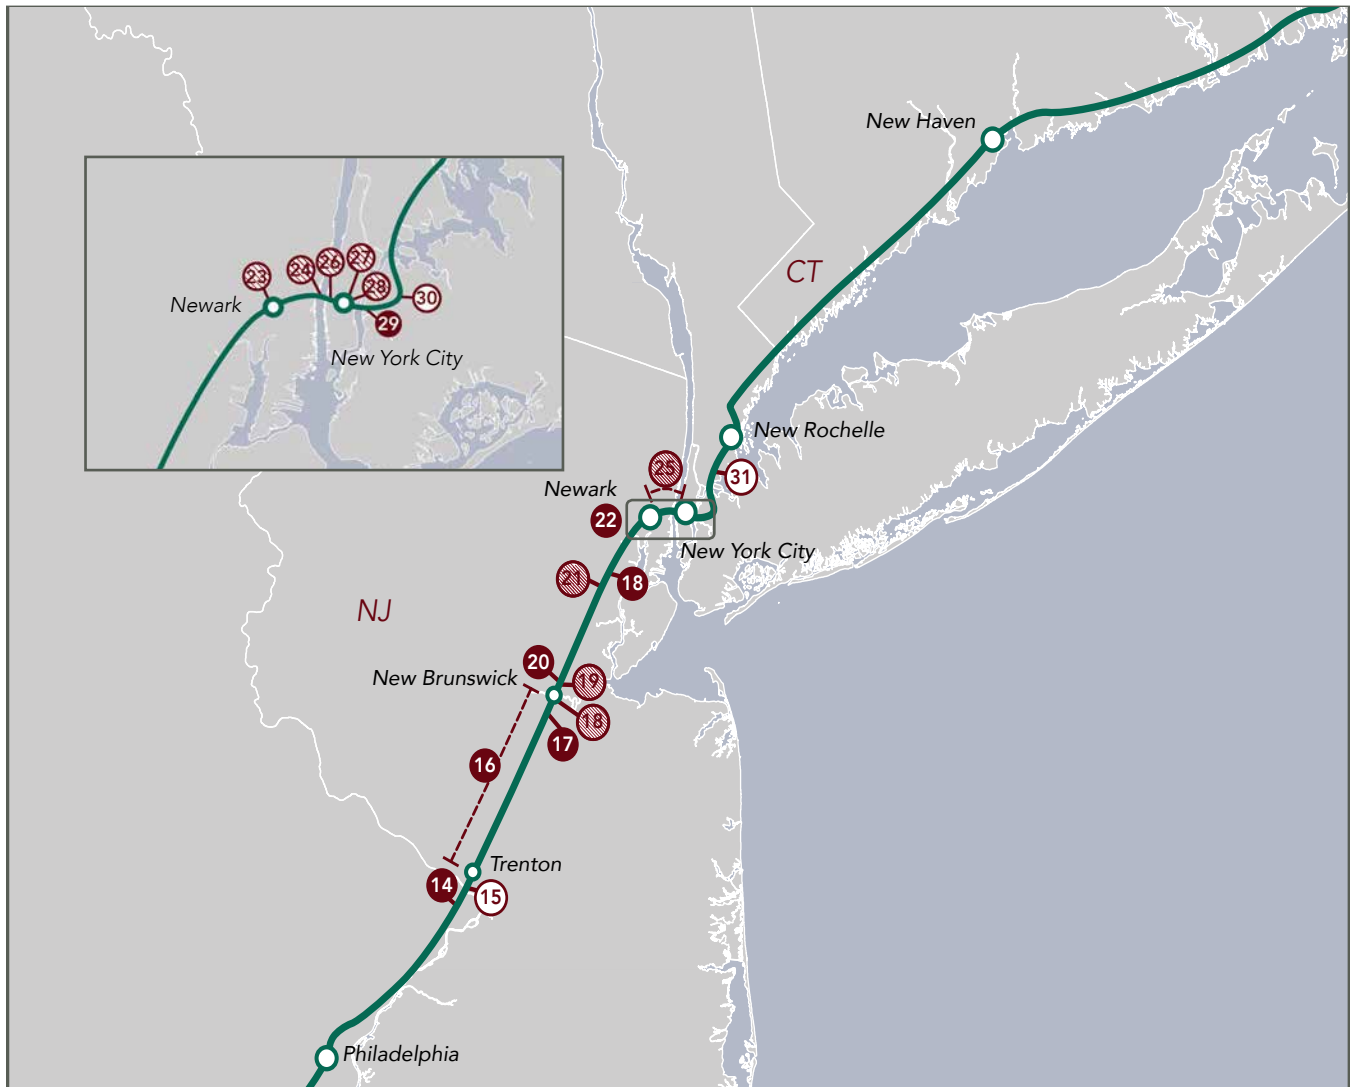 New Haven
CT
27
24
26
23
28
30
Newark
29
New York City
New Rochelle
25
31
Newark
22
New York City
21
18
NJ
20
New Brunswick
19
18
17
16
Trenton
14
15
Philadelphia